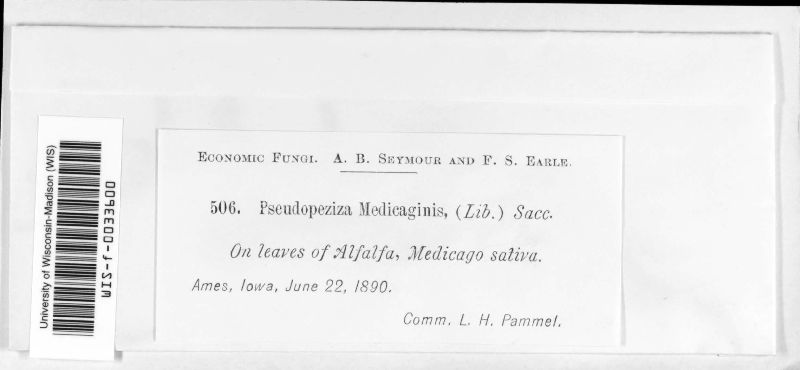 University of Wisconsin-Madison (WIS)
WIS-f-0033600
ECONOMIC FUNGI. A. B. SEYMOUR AND F. S. EARLE.
506. Pseudopeziza Medicaginis, (Lib.) Sacc.
On leaves of Alfalfa, Medicago sativa.
Ames, Iowa, June 22, 1890.
Comm. L. H. Pammel.